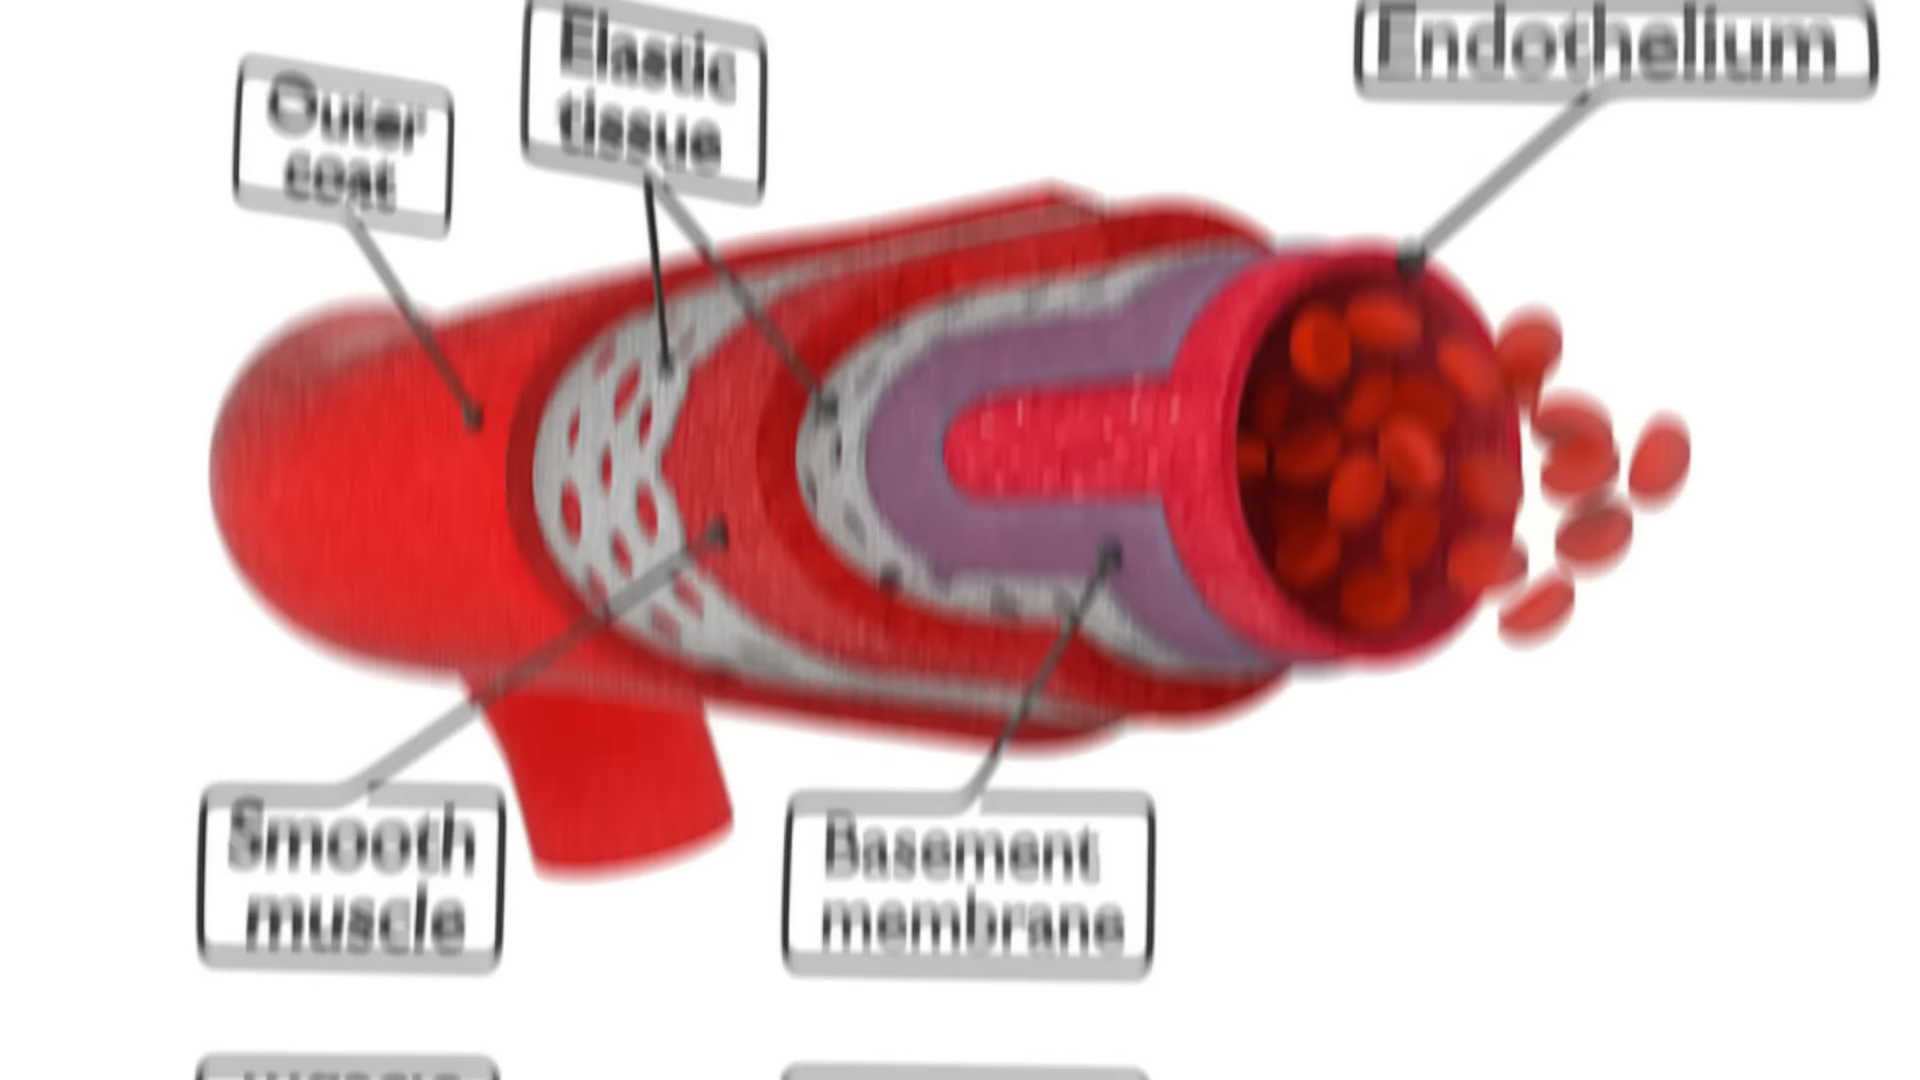 Outer
coat
Elastic
tissue
Endothelium
Smooth
muscle
Basement
membrane